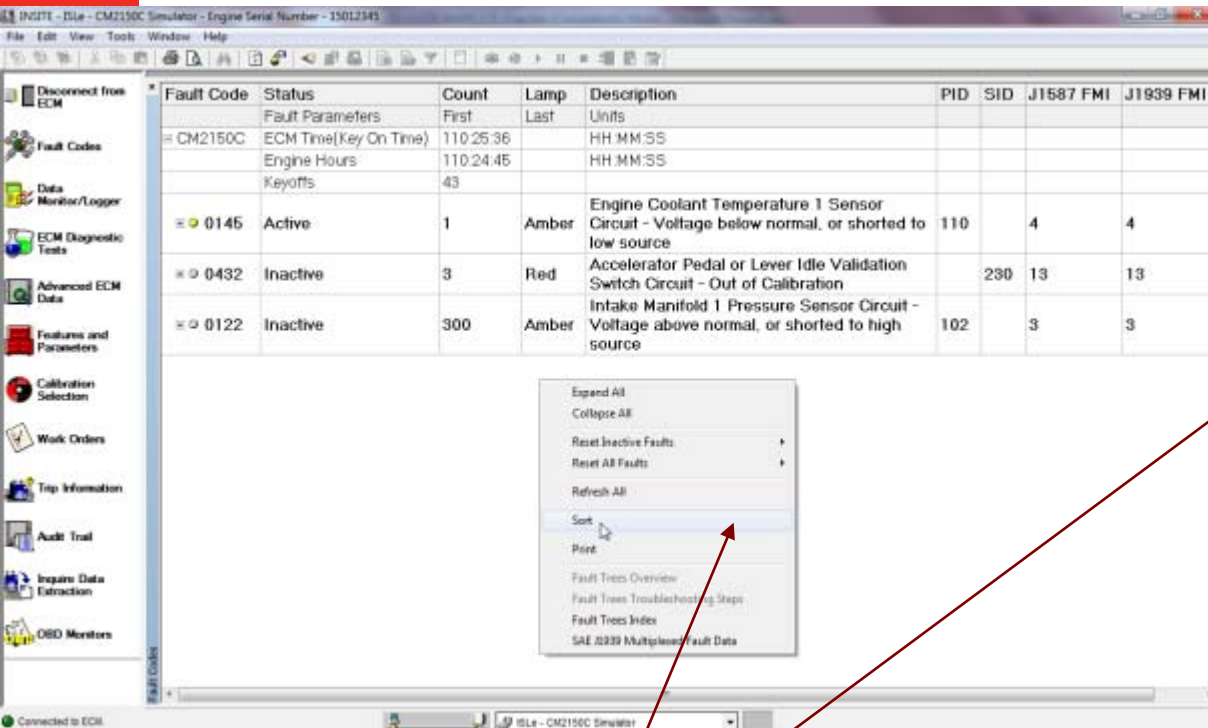 INSITE - ISLe - CM2150C Simulator - Engine Serial Number - 15012345
File Edit View Tools Window Help
Disconnect from
ECM
Fault Codes
Data
Monitor/Logger
ECM Diagnostic
Tests
Advanced ECM
Data
Features and
Parameters
Calibration
Selection
Work Orders
Trip Information
Audit Trail
Inquire Data
Extraction
OBD Monitors
Fault Codes
Fault Code Status Count Lamp Description PID SID J1587 FMI J1939 FMI
Fault Parameters First Last Units
CM2150C ECM Time(Key On Time) 110:25:36 HH:MM:SS
Engine Hours 110:24:45 HH:MM:SS
Keyoffs 43
0145 Active 1 Amber Engine Coolant Temperature 1 Sensor
Circuit - Voltage below normal, or shorted to 110 4 4
low source
0432 Inactive 3 Red Accelerator Pedal or Lever Idle Validation
Switch Circuit - Out of Calibration 230 13 13
0122 Inactive 300 Amber Intake Manifold 1 Pressure Sensor Circuit -
Voltage above normal, or shorted to high 102 3 3
source
Expand All
Collapse All
Reset Inactive Faults
Reset All Faults
Refresh All
Sort
Print
Fault Trees Overview
Fault Trees Troubleshooting Steps
Fault Trees Index
SAE J1939 Multiplexed Fault Data
Connected to ECM
ISLe - CM2150C Simulator